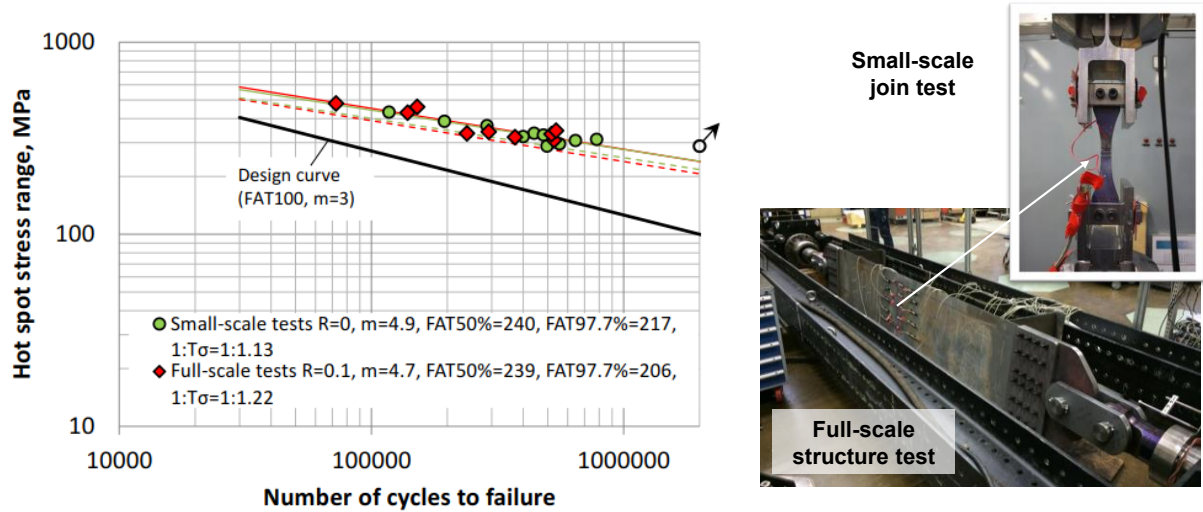 1000
100
10
10000
100000
1000000
Hot spot stress range, MPa
Number of cycles to failure
Design curve
(FAT100, m=3)
Small-scale tests R=0, m=4.9, FAT50%=240, FAT97.7%=217,
1:Tσ=1:1.13
Full-scale tests R=0.1, m=4.7, FAT50%=239, FAT97.7%=206,
1:Tσ=1:1.22
Small-scale
join test
Full-scale
structure test